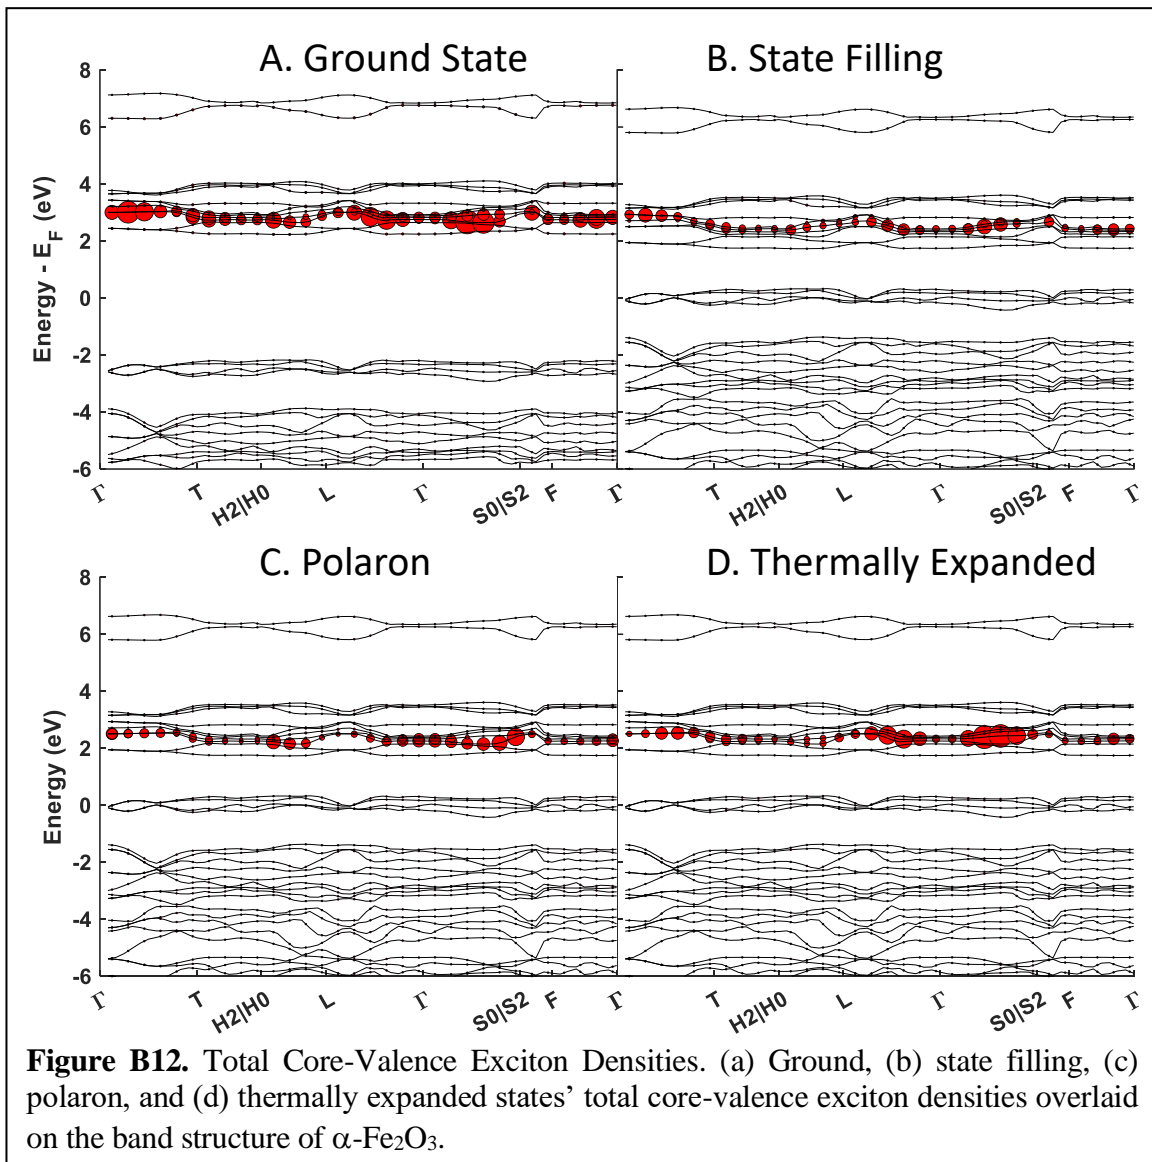 A. Ground State
B. State Filling
8
6
4
2
0
-2
-4
-6
Energy - E_F (eV)
Γ T H2|H0 L Γ S0|S2 F Γ
T H2|H0 L Γ S0|S2 F Γ
C. Polaron
D. Thermally Expanded
8
6
4
2
0
-2
-4
-6
Energy (eV)
Γ T H2|H0 L Γ S0|S2 F Γ
T H2|H0 L Γ S0|S2 F Γ
Figure B12. Total Core-Valence Exciton Densities. (a) Ground, (b) state filling, (c)
polaron, and (d) thermally expanded states’ total core-valence exciton densities overlaid
on the band structure of α-Fe₂O₃.